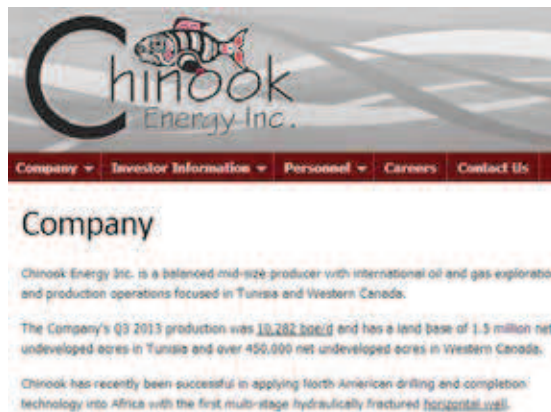 Chinook
Energy Inc.
Company Investor Information Personnel Careers Contact Us
Company
Chinook Energy Inc. is a balanced mid-size producer with international oil and gas exploratio
and production operations focused in Tunisia and Western Canada.
The Company's Q3 2013 production was 10,282 boe/d and has a land base of 1.5 million net
undeveloped acres in Tunisia and over 450,000 net undeveloped acres in Western Canada.
Chinook has recently been successful in applying North American drilling and completion
technology into Africa with the first multi-stage hydraulically fractured horizontal well.